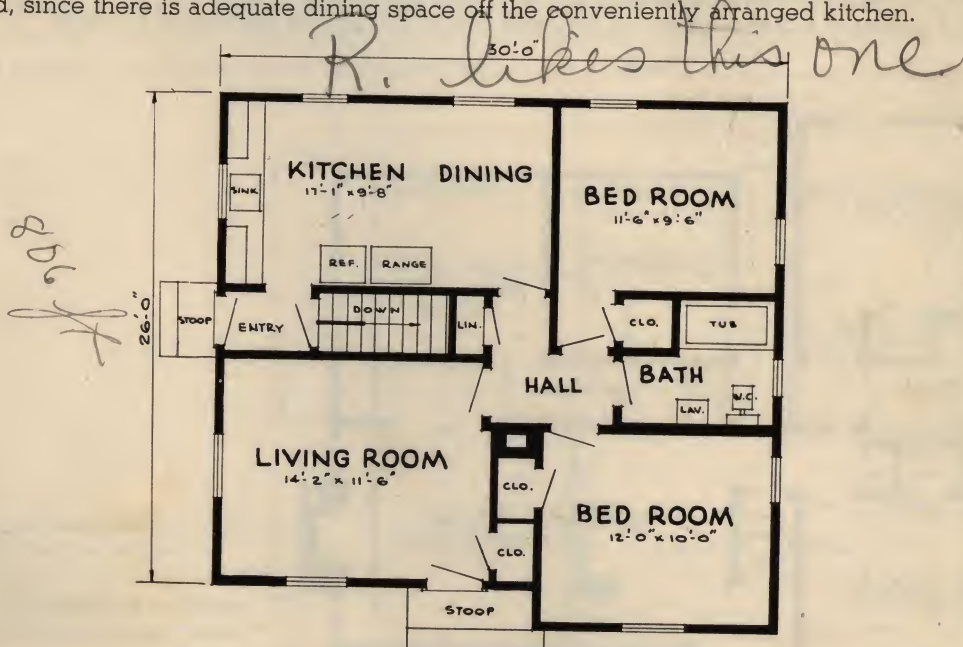 d, since there is adequate dining space off the conveniently arranged kitchen.
R. likes this one
30'-0"
KITCHEN DINING
17'-1" x 9'-8"
BED ROOM
11'-6" x 9'-6"
SINK
REF. RANGE
26'-0"
STOOP
ENTRY
DOWN
LIN.
CLO.
TUB
HALL
BATH
LAV.
W.C.
LIVING ROOM
14'-2" x 11'-6"
CLO.
BED ROOM
12'-0" x 10'-0"
CLO.
STOOP